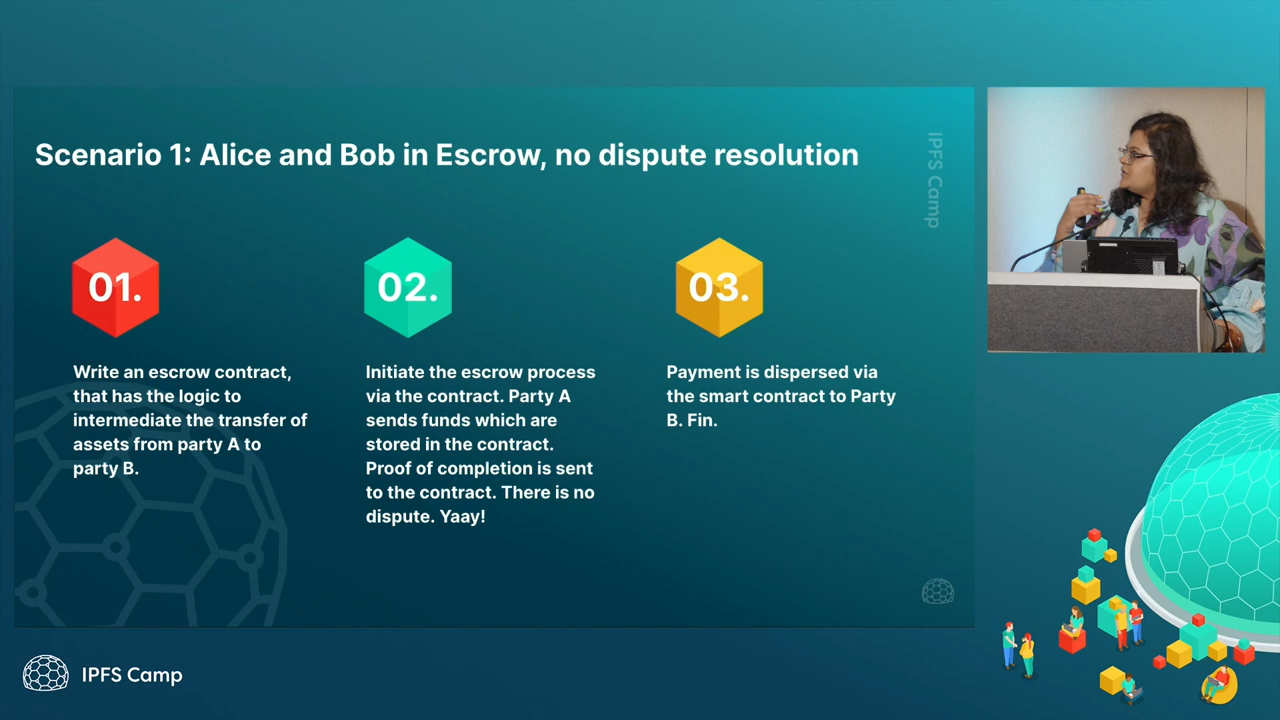 Scenario 1: Alice and Bob in Escrow, no dispute resolution
IPFS Camp
01.
Write an escrow contract,
that has the logic to
intermediate the transfer of
assets from party A to
party B.
02.
Initiate the escrow process
via the contract. Party A
sends funds which are
stored in the contract.
Proof of completion is sent
to the contract. There is no
dispute. Yaay!
03.
Payment is dispersed via
the smart contract to Party
B. Fin.
IPFS Camp